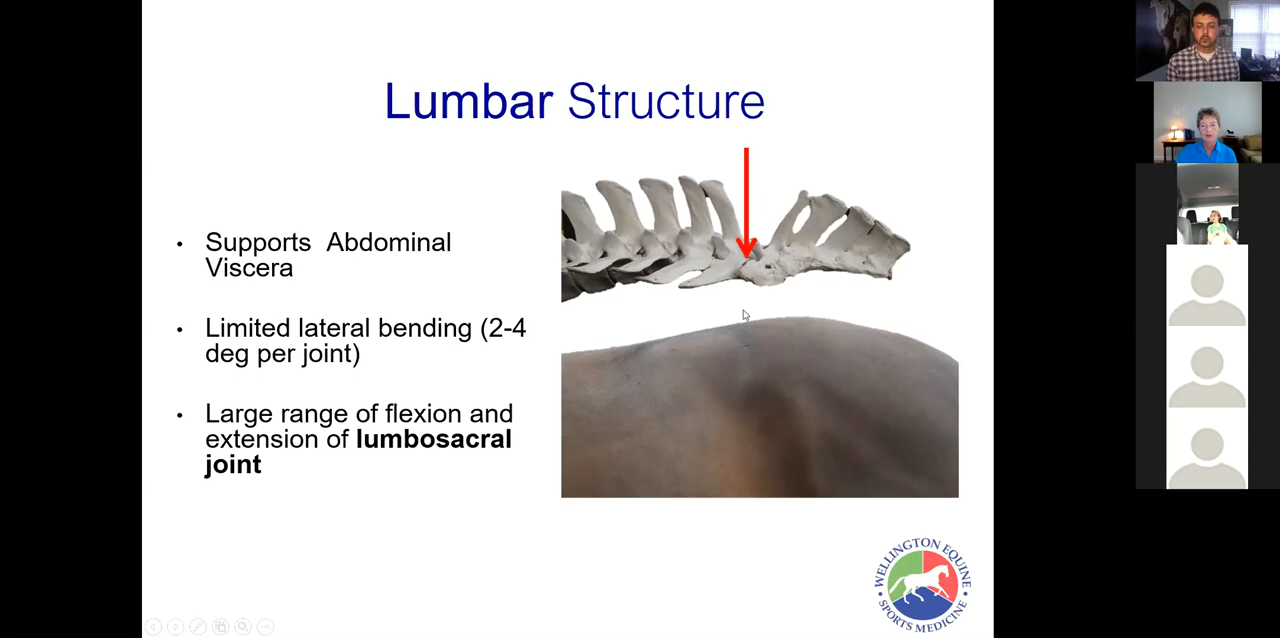 Lumbar Structure
• Supports Abdominal
Viscera
• Limited lateral bending (2-4
deg per joint)
• Large range of flexion and
extension of lumbosacral
joint
• WELLINGTON EQUINE •
SPORTS MEDICINE